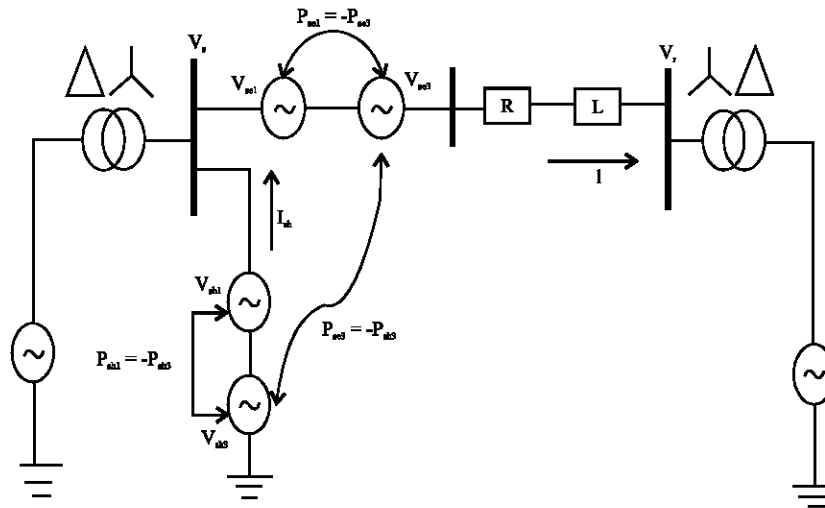 P_se1 = -P_se3
V_s
V_se1
V_se3
V_r
R
L
I
I_sh
V_sh1
P_sh1 = -P_sh3
P_se3 = -P_sh3
V_sh3